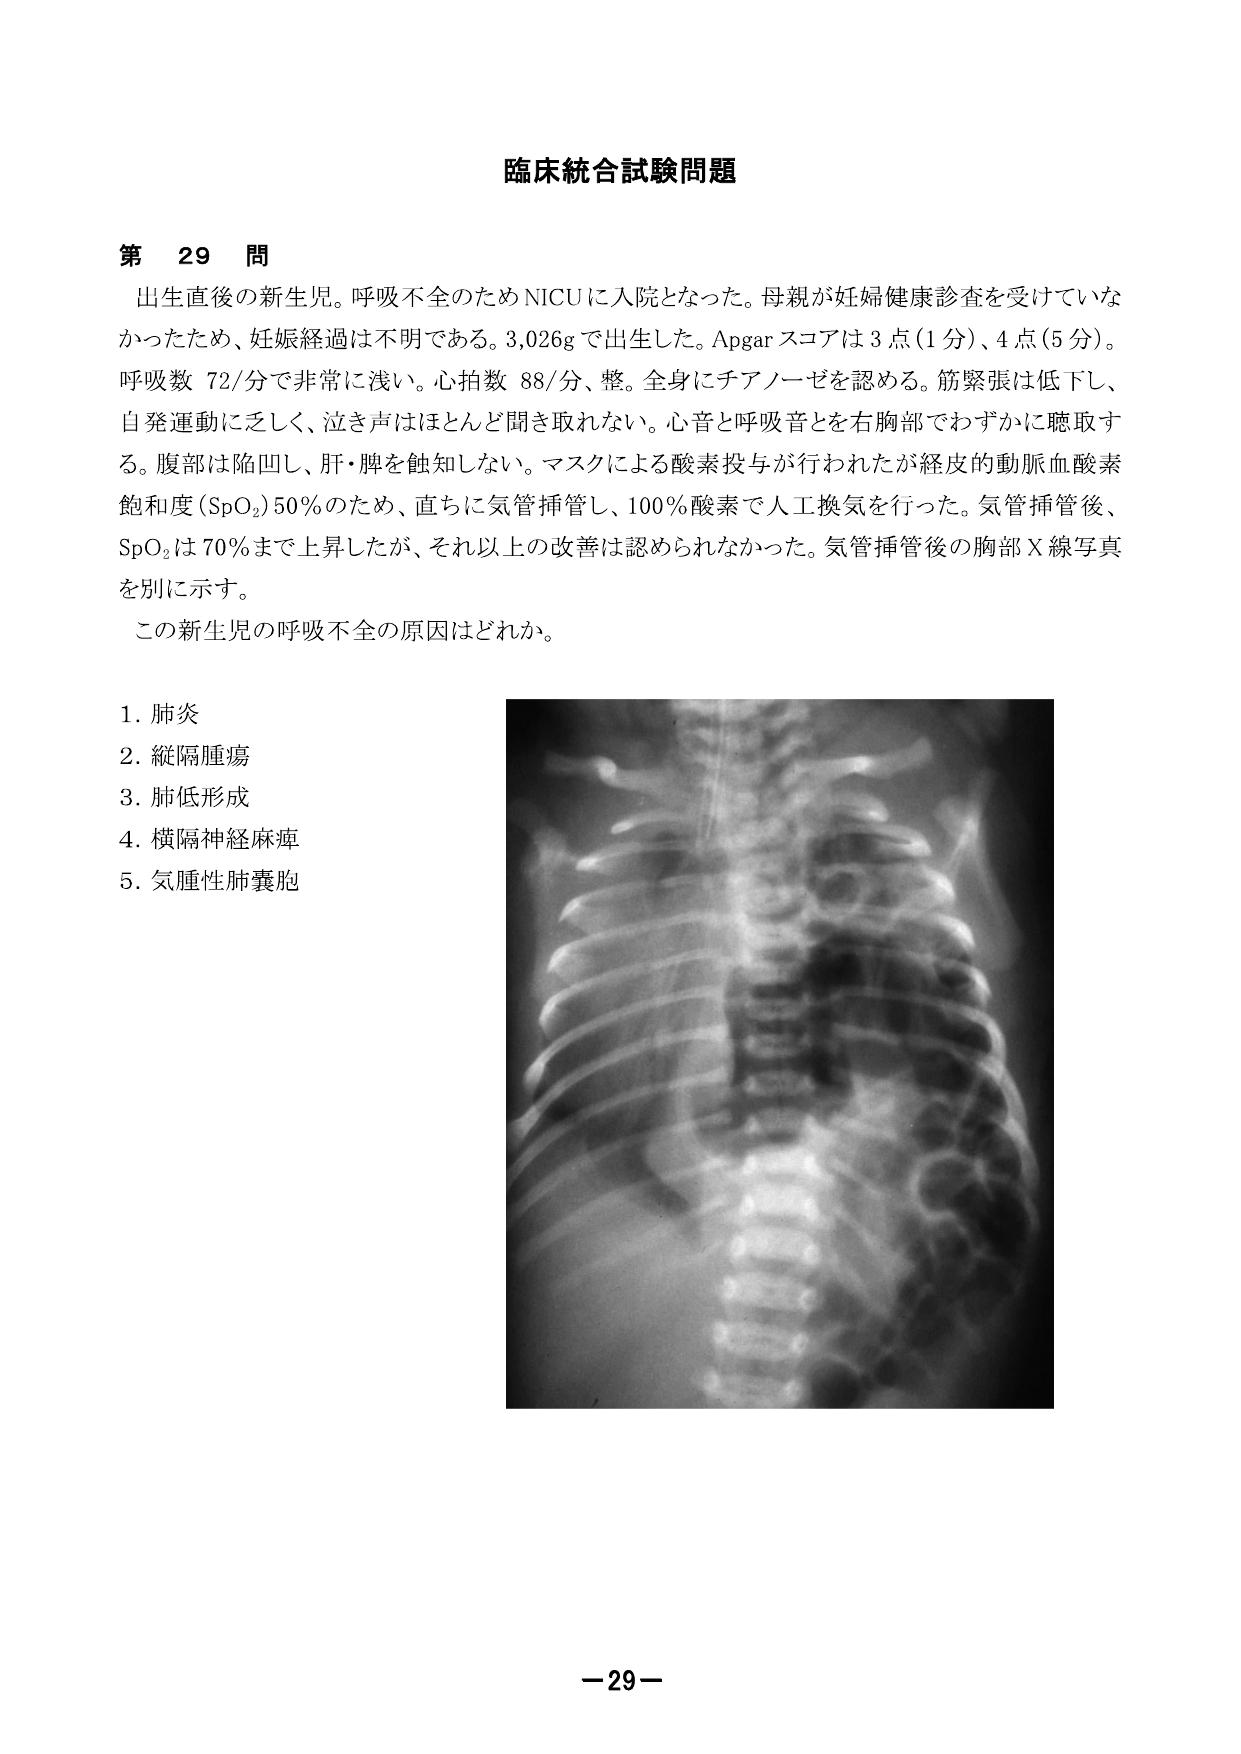 臨床統合試験問題
第 29 問
出生直後の新生児。呼吸不全のためNICUに入院となった。母親が妊婦健康診査を受けていな
かったため、妊娠経過は不明である。3,026gで出生した。Apgarスコアは3点(1分)、4点(5分)。
呼吸数 72/分で非常に浅い。心拍数 88/分、整。全身にチアノーゼを認める。筋緊張は低下し、
自発運動に乏しく、泣き声はほとんど聞き取れない。心音と呼吸音とを右胸部でわずかに聴取す
る。腹部は陥凹し、肝・脾を触知しない。マスクによる酸素投与が行われたが経皮的動脈血酸素
飽和度(SpO₂)50%のため、直ちに気管挿管し、100%酸素で人工換気を行った。気管挿管後、
SpO₂は70%まで上昇したが、それ以上の改善は認められなかった。気管挿管後の胸部X線写真
を別に示す。
この新生児の呼吸不全の原因はどれか。
1. 肺炎
2. 縦隔腫瘍
3. 肺低形成
4. 横隔神経麻痺
5. 気腫性肺嚢胞
－29－